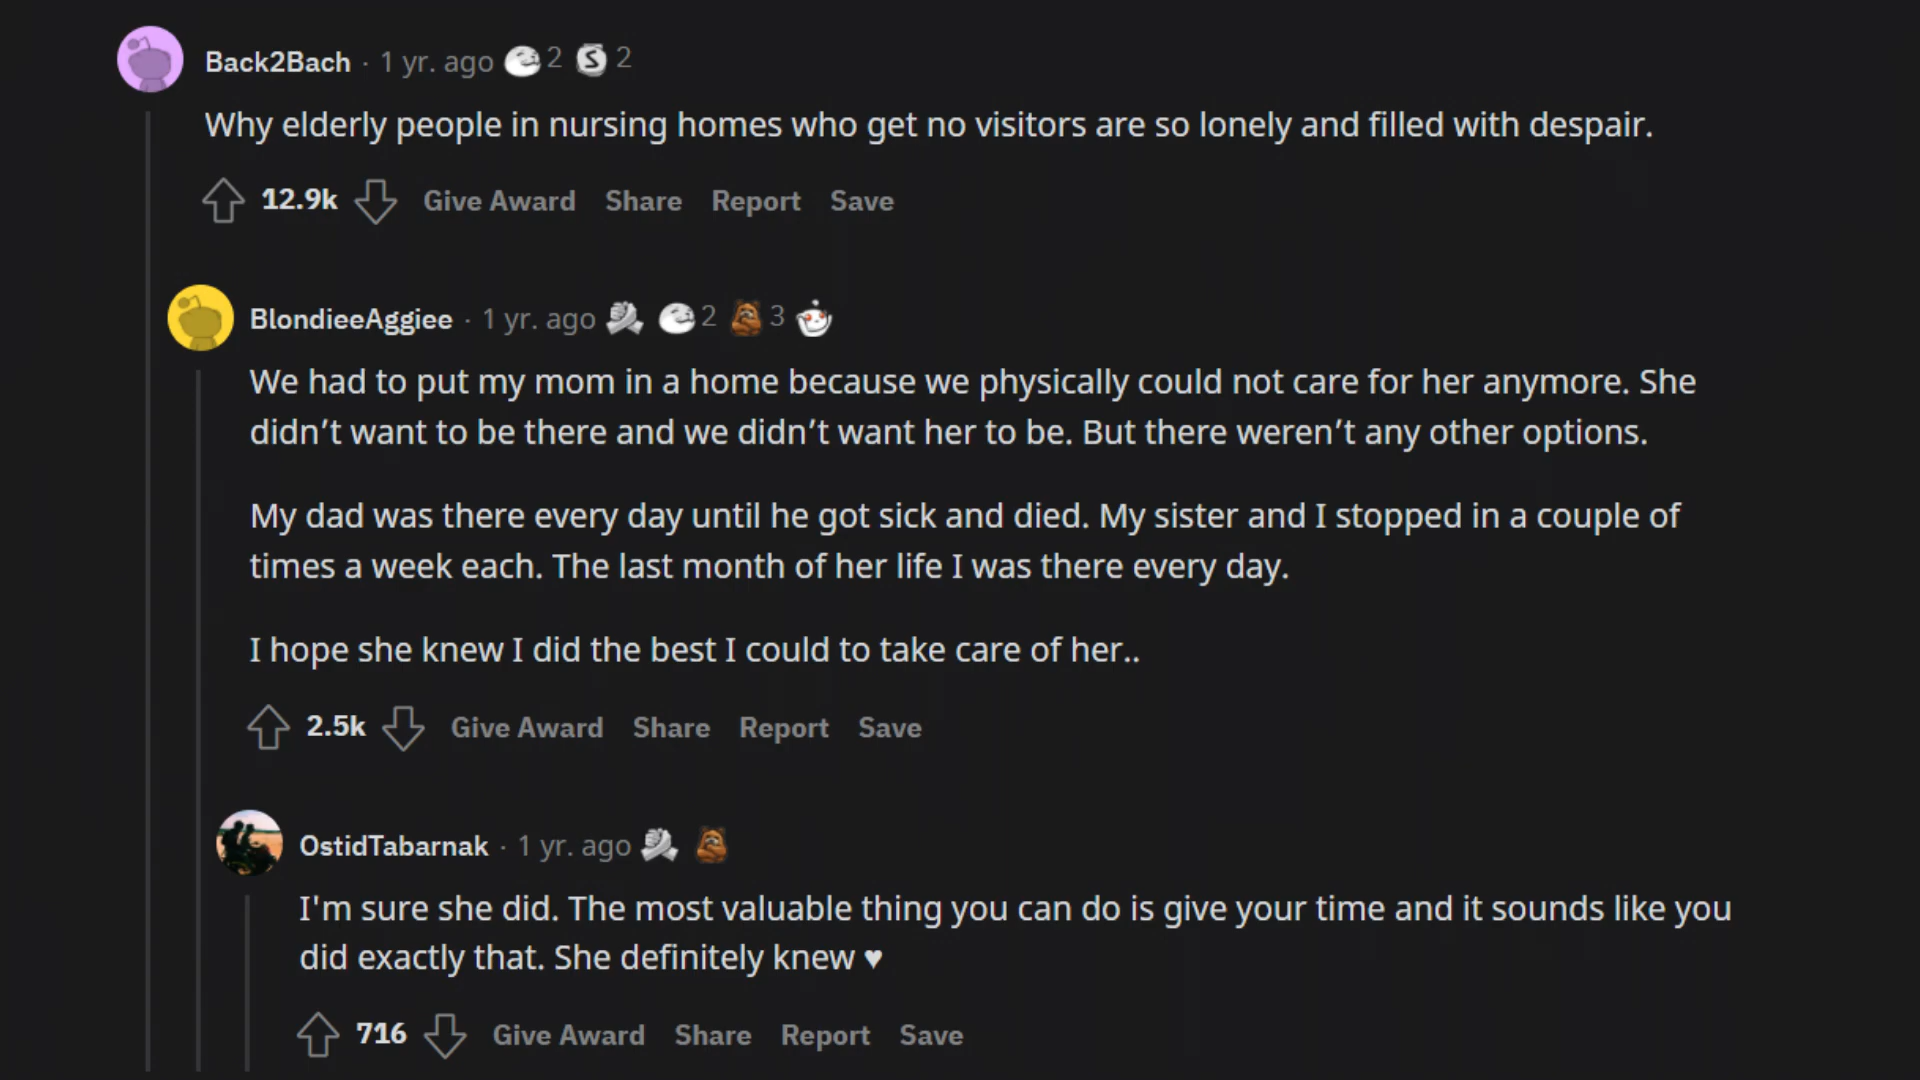 Back2Bach · 1 yr. ago 2 S 2
Why elderly people in nursing homes who get no visitors are so lonely and filled with despair.
12.9k Give Award Share Report Save
BlondieeAggiee · 1 yr. ago 2 3
We had to put my mom in a home because we physically could not care for her anymore. She
didn’t want to be there and we didn’t want her to be. But there weren’t any other options.
My dad was there every day until he got sick and died. My sister and I stopped in a couple of
times a week each. The last month of her life I was there every day.
I hope she knew I did the best I could to take care of her..
2.5k Give Award Share Report Save
OstidTabarnak · 1 yr. ago
I'm sure she did. The most valuable thing you can do is give your time and it sounds like you
did exactly that. She definitely knew ♥
716 Give Award Share Report Save